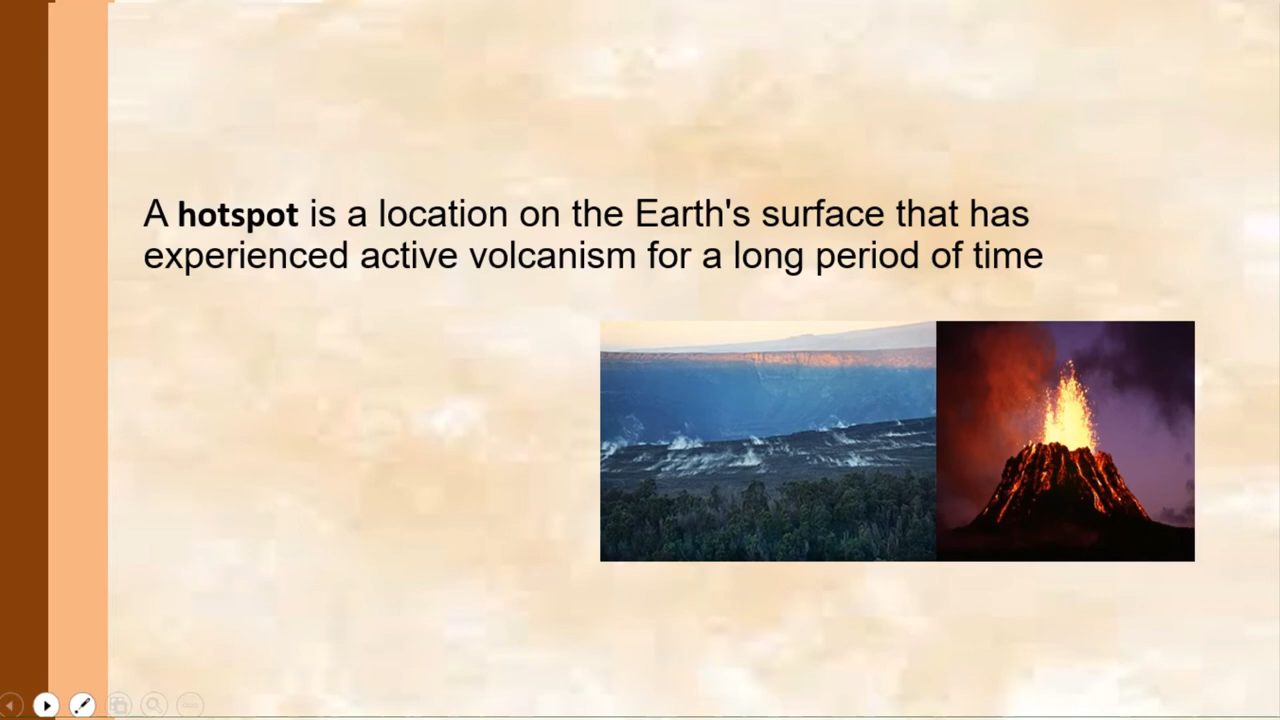 A hotspot is a location on the Earth's surface that has
experienced active volcanism for a long period of time